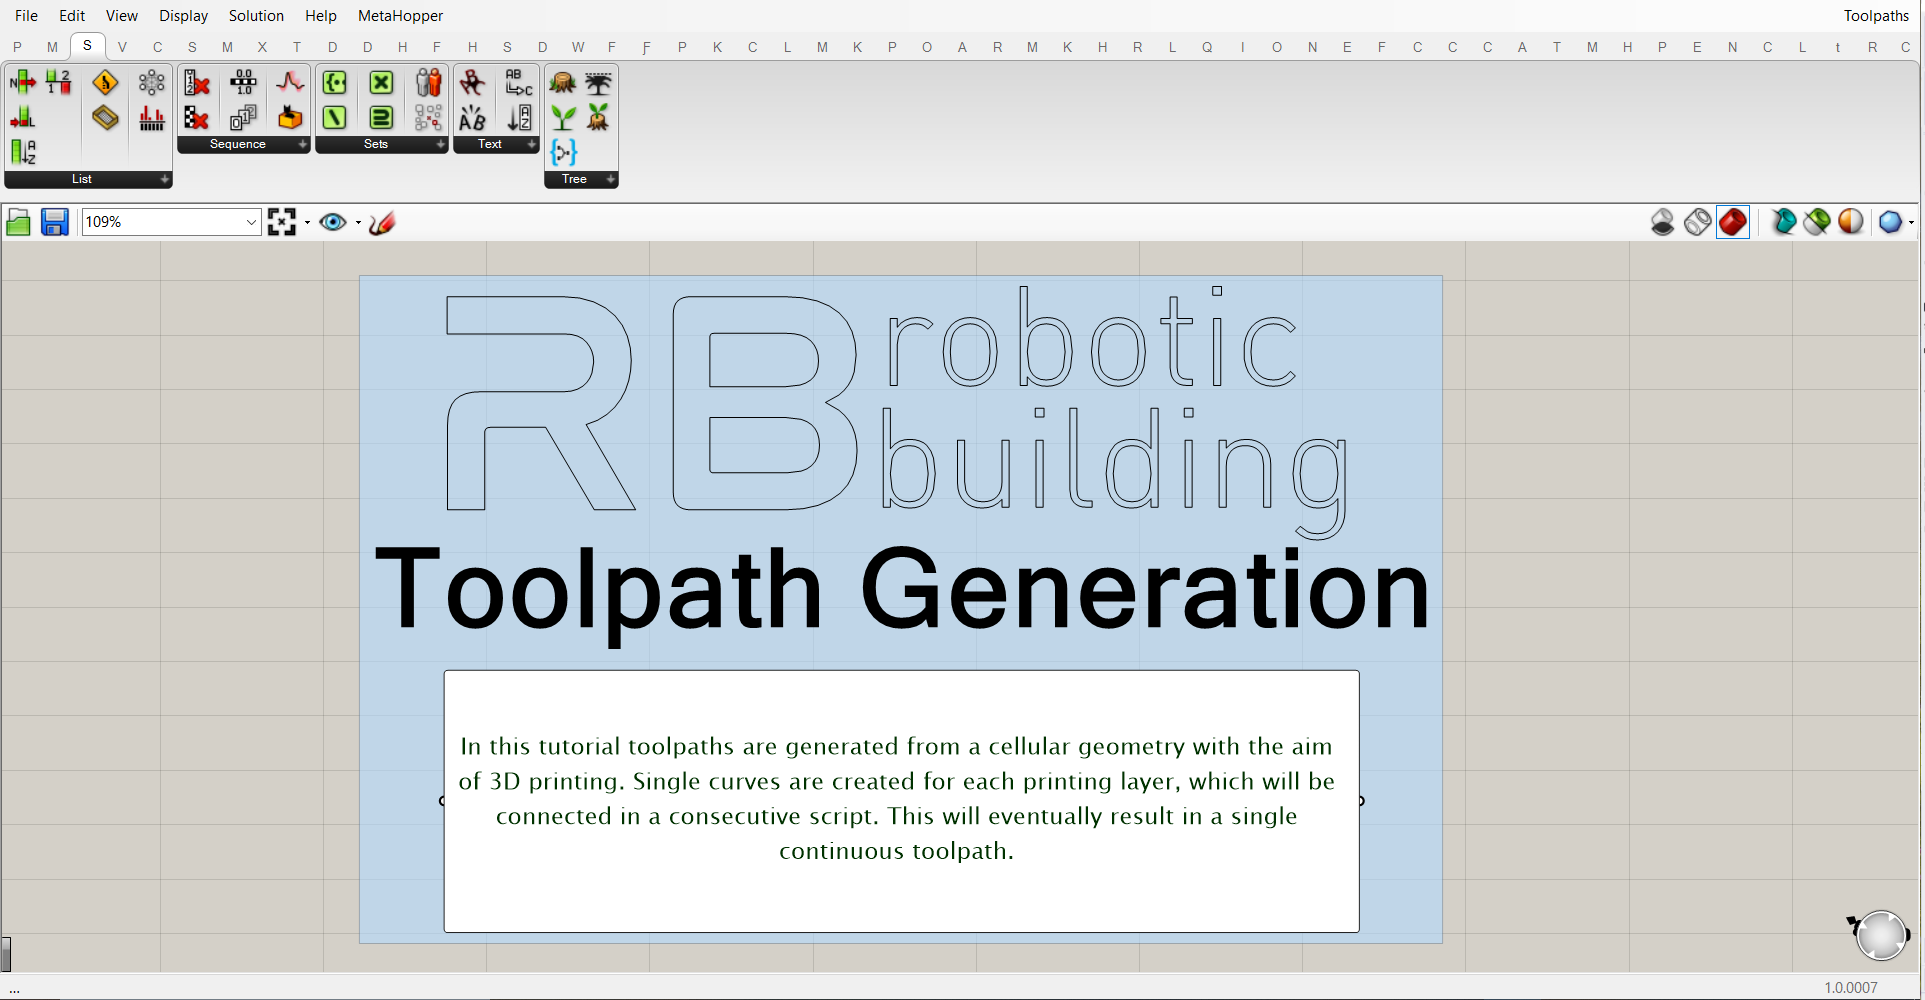 File Edit View Display Solution Help MetaHopper Toolpaths
P M S V C S M X T D D H F H S D W F Ƒ P K C L M K P O A R M K H R L Q I O N E F C C C A T M H P E N C L t R C
Sequence Sets Text
List Tree
109%
robotic
RB
building
Toolpath Generation
In this tutorial toolpaths are generated from a cellular geometry with the aim
of 3D printing. Single curves are created for each printing layer, which will be
connected in a consecutive script. This will eventually result in a single
continuous toolpath.
... 1.0.0007